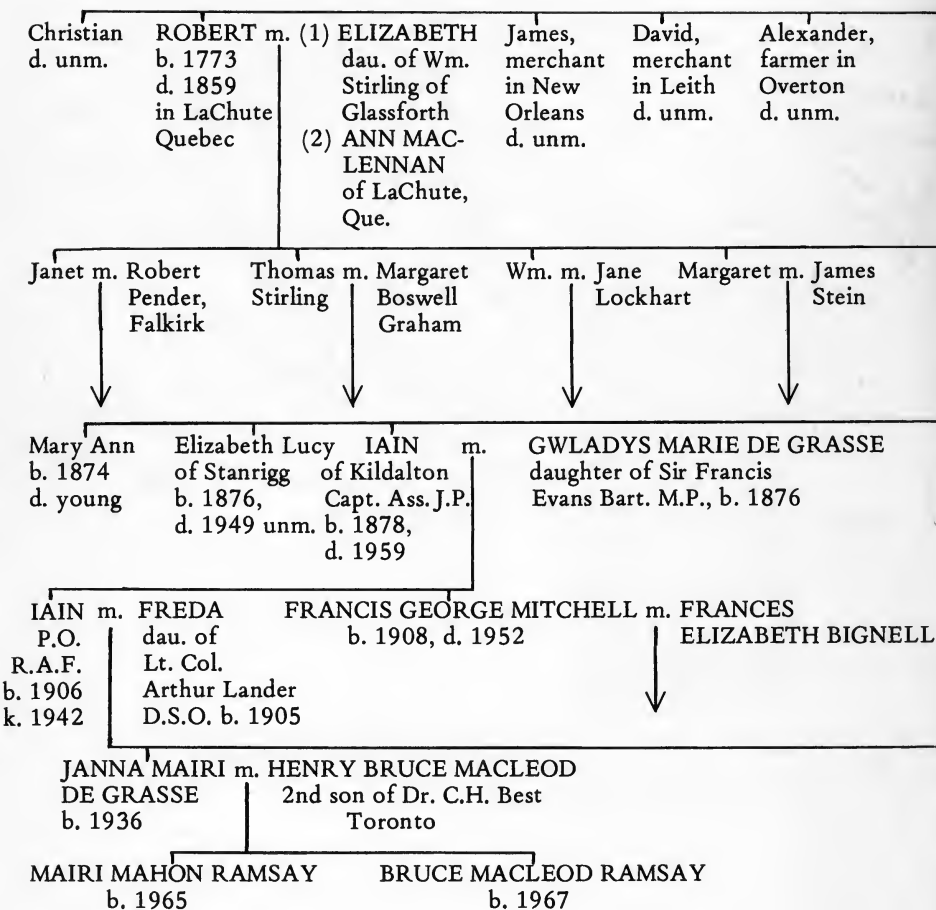 Christian ROBERT m. (1) ELIZABETH James, David, Alexander,
d. unm. b. 1773 dau. of Wm. merchant merchant farmer in
d. 1859 Stirling of in New in Leith Overton
in LaChute Glassforth Orleans d. unm. d. unm.
Quebec (2) ANN MAC- d. unm.
LENNAN
of LaChute,
Que.
Janet m. Robert Thomas m. Margaret Wm. m. Jane Margaret m. James
Pender, Stirling Boswell Lockhart Stein
Falkirk Graham
Mary Ann Elizabeth Lucy IAIN m. GWLADYS MARIE DE GRASSE
b. 1874 of Stanrigg of Kildalton daughter of Sir Francis
d. young b. 1876, Capt. Ass. J.P. Evans Bart. M.P., b. 1876
d. 1949 unm. b. 1878,
d. 1959
IAIN m. FREDA FRANCIS GEORGE MITCHELL m. FRANCES
P.O. dau. of b. 1908, d. 1952 ELIZABETH BIGNELL
R.A.F. Lt. Col.
b. 1906 Arthur Lander
k. 1942 D.S.O. b. 1905
JANNA MAIRI m. HENRY BRUCE MACLEOD
DE GRASSE 2nd son of Dr. C.H. Best
b. 1936 Toronto
MAIRI MAHON RAMSAY BRUCE MACLEOD RAMSAY
b. 1965 b. 1967